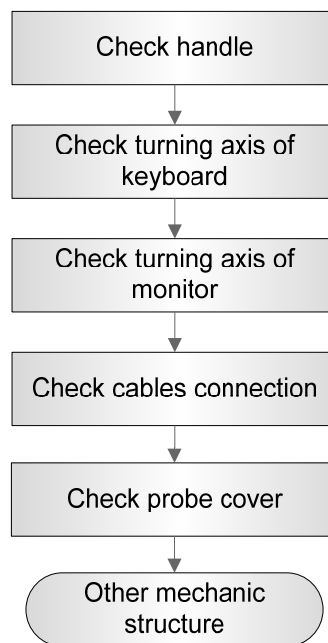 Check handle
Check turning axis of
keyboard
Check turning axis of
monitor
Check cables connection
Check probe cover
Other mechanic
structure